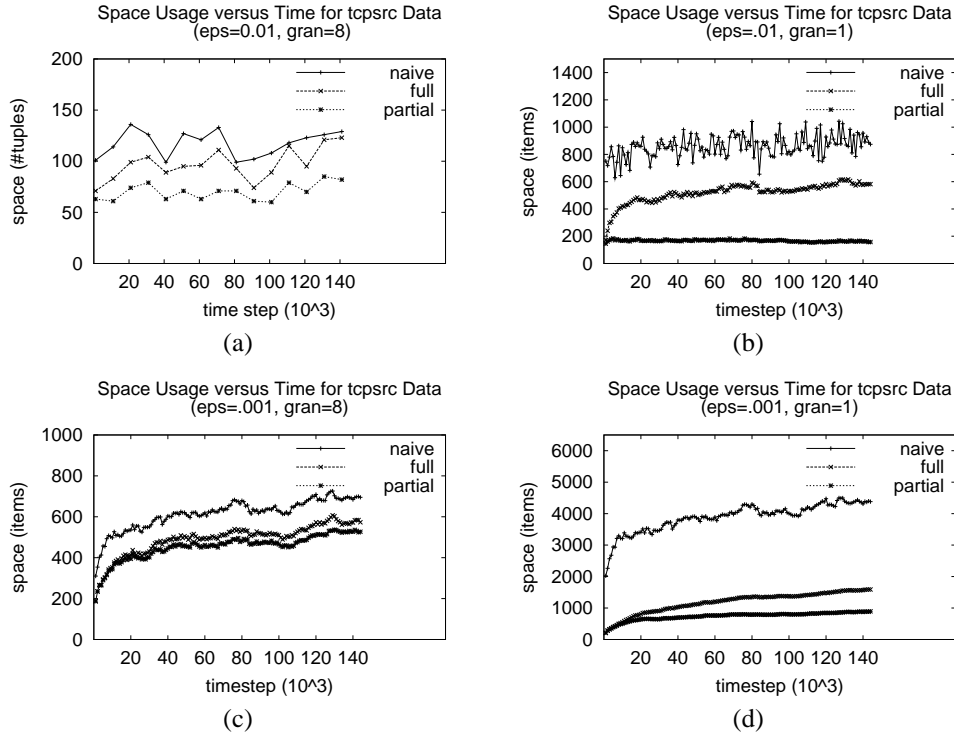 Space Usage versus Time for tcpsrc Data
(eps=0.01, gran=8)
200
150
100
50
0
space (#tuples)
naive
full
partial
20 40 60 80 100 120 140
time step (10^3)
(a)
Space Usage versus Time for tcpsrc Data
(eps=.01, gran=1)
1400
1200
1000
800
600
400
200
0
space (items)
naive
full
partial
20 40 60 80 100 120 140
timestep (10^3)
(b)
Space Usage versus Time for tcpsrc Data
(eps=.001, gran=8)
1000
800
600
400
200
0
space (items)
naive
full
partial
20 40 60 80 100 120 140
timestep (10^3)
(c)
Space Usage versus Time for tcpsrc Data
(eps=.001, gran=1)
6000
5000
4000
3000
2000
1000
0
space (items)
naive
full
partial
20 40 60 80 100 120 140
timestep (10^3)
(d)